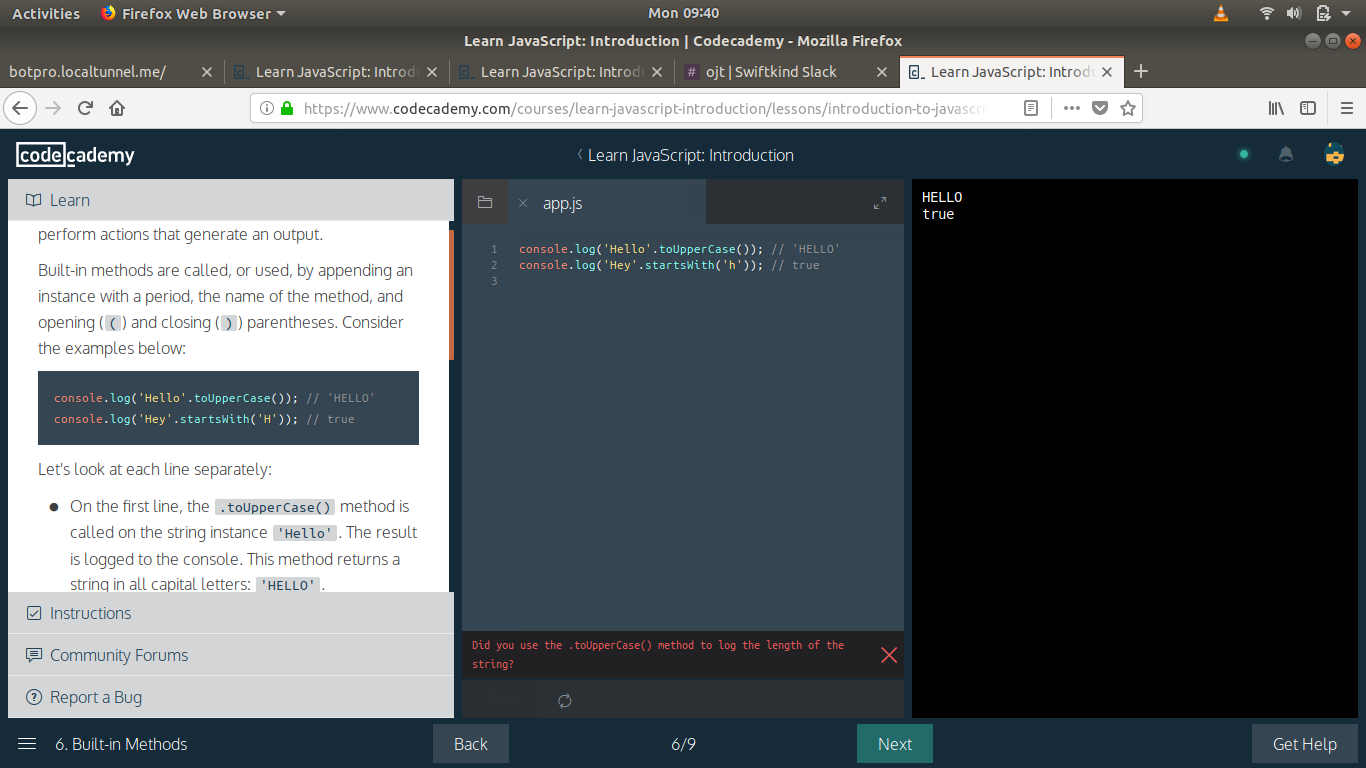 Activities
Firefox Web Browser
Mon 09:40
Learn JavaScript: Introduction | Codecademy - Mozilla Firefox
botpro.localtunnel.me/
Learn JavaScript: Introd
Learn JavaScript: Introd
ojt | Swiftkind Slack
Learn JavaScript: Introd
https://www.codecademy.com/courses/learn-javascript-introduction/lessons/introduction-to-javascri
codecademy
Learn JavaScript: Introduction
Learn
perform actions that generate an output.
Built-in methods are called, or used, by appending an
instance with a period, the name of the method, and
opening ( ( ) and closing ( ) ) parentheses. Consider
the examples below:
console.log('Hello'.toUpperCase()); // 'HELLO'
console.log('Hey'.startsWith('H')); // true
Let's look at each line separately:
On the first line, the .toUpperCase() method is
called on the string instance 'Hello' . The result
is logged to the console. This method returns a
string in all capital letters: 'HELLO' .
Instructions
Community Forums
Report a Bug
app.js
1 console.log('Hello'.toUpperCase()); // 'HELLO'
2 console.log('Hey'.startsWith('h')); // true
3
Did you use the .toUpperCase() method to log the length of the
string?
HELLO
true
6. Built-in Methods
Back
6/9
Next
Get Help